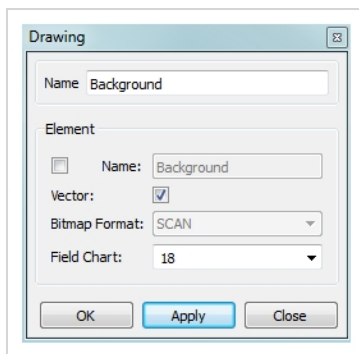 Drawing
Name Background
Element
Name: Background
Vector:
Bitmap Format: SCAN
Field Chart: 18
OK Apply Close